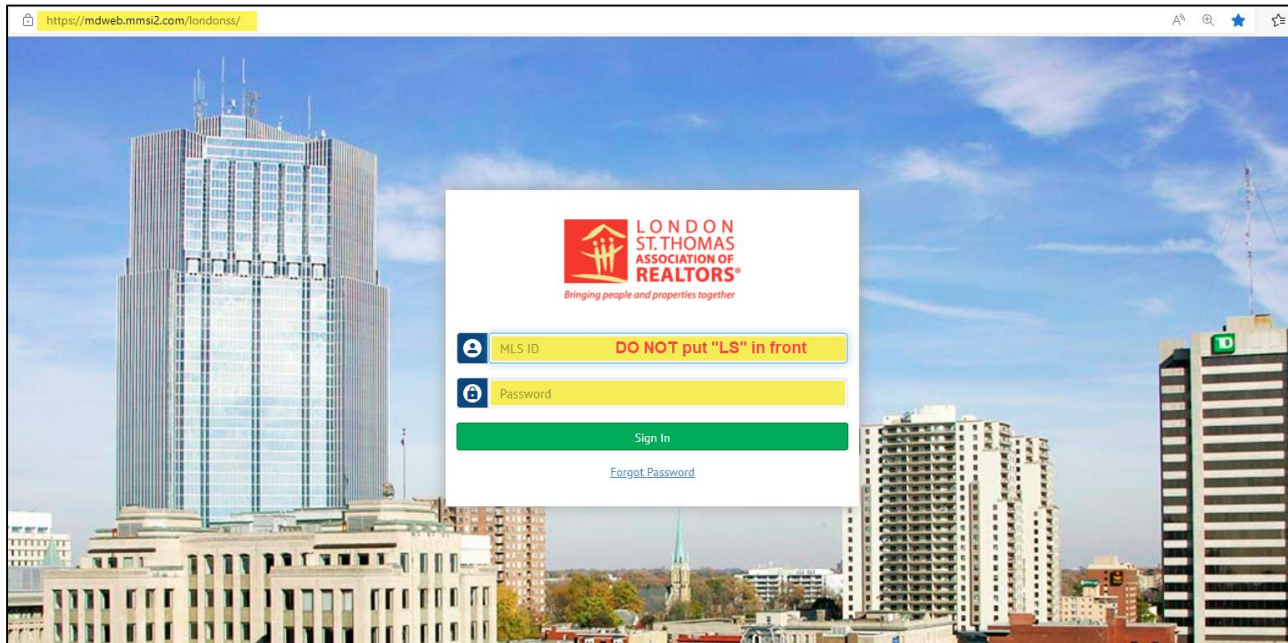 https://mdweb.mmsi2.com/londonss/
LONDON
ST. THOMAS
ASSOCIATION OF
REALTORS®
Bringing people and properties together
MLS ID DO NOT put "LS" in front
Password
Sign In
Forgot Password
TD